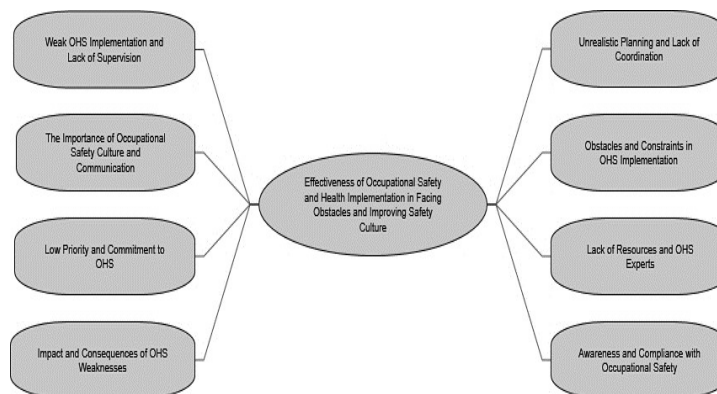 Weak OHS Implementation and
Lack of Supervision
The Importance of Occupational
Safety Culture and
Communication
Low Priority and Commitment to
OHS
Impact and Consequences of OHS
Weaknesses
Effectiveness of Occupational Safety
and Health Implementation in Facing
Obstacles and Improving Safety
Culture
Unrealistic Planning and Lack of
Coordination
Obstacles and Constraints in
OHS Implementation
Lack of Resources and OHS
Experts
Awareness and Compliance with
Occupational Safety